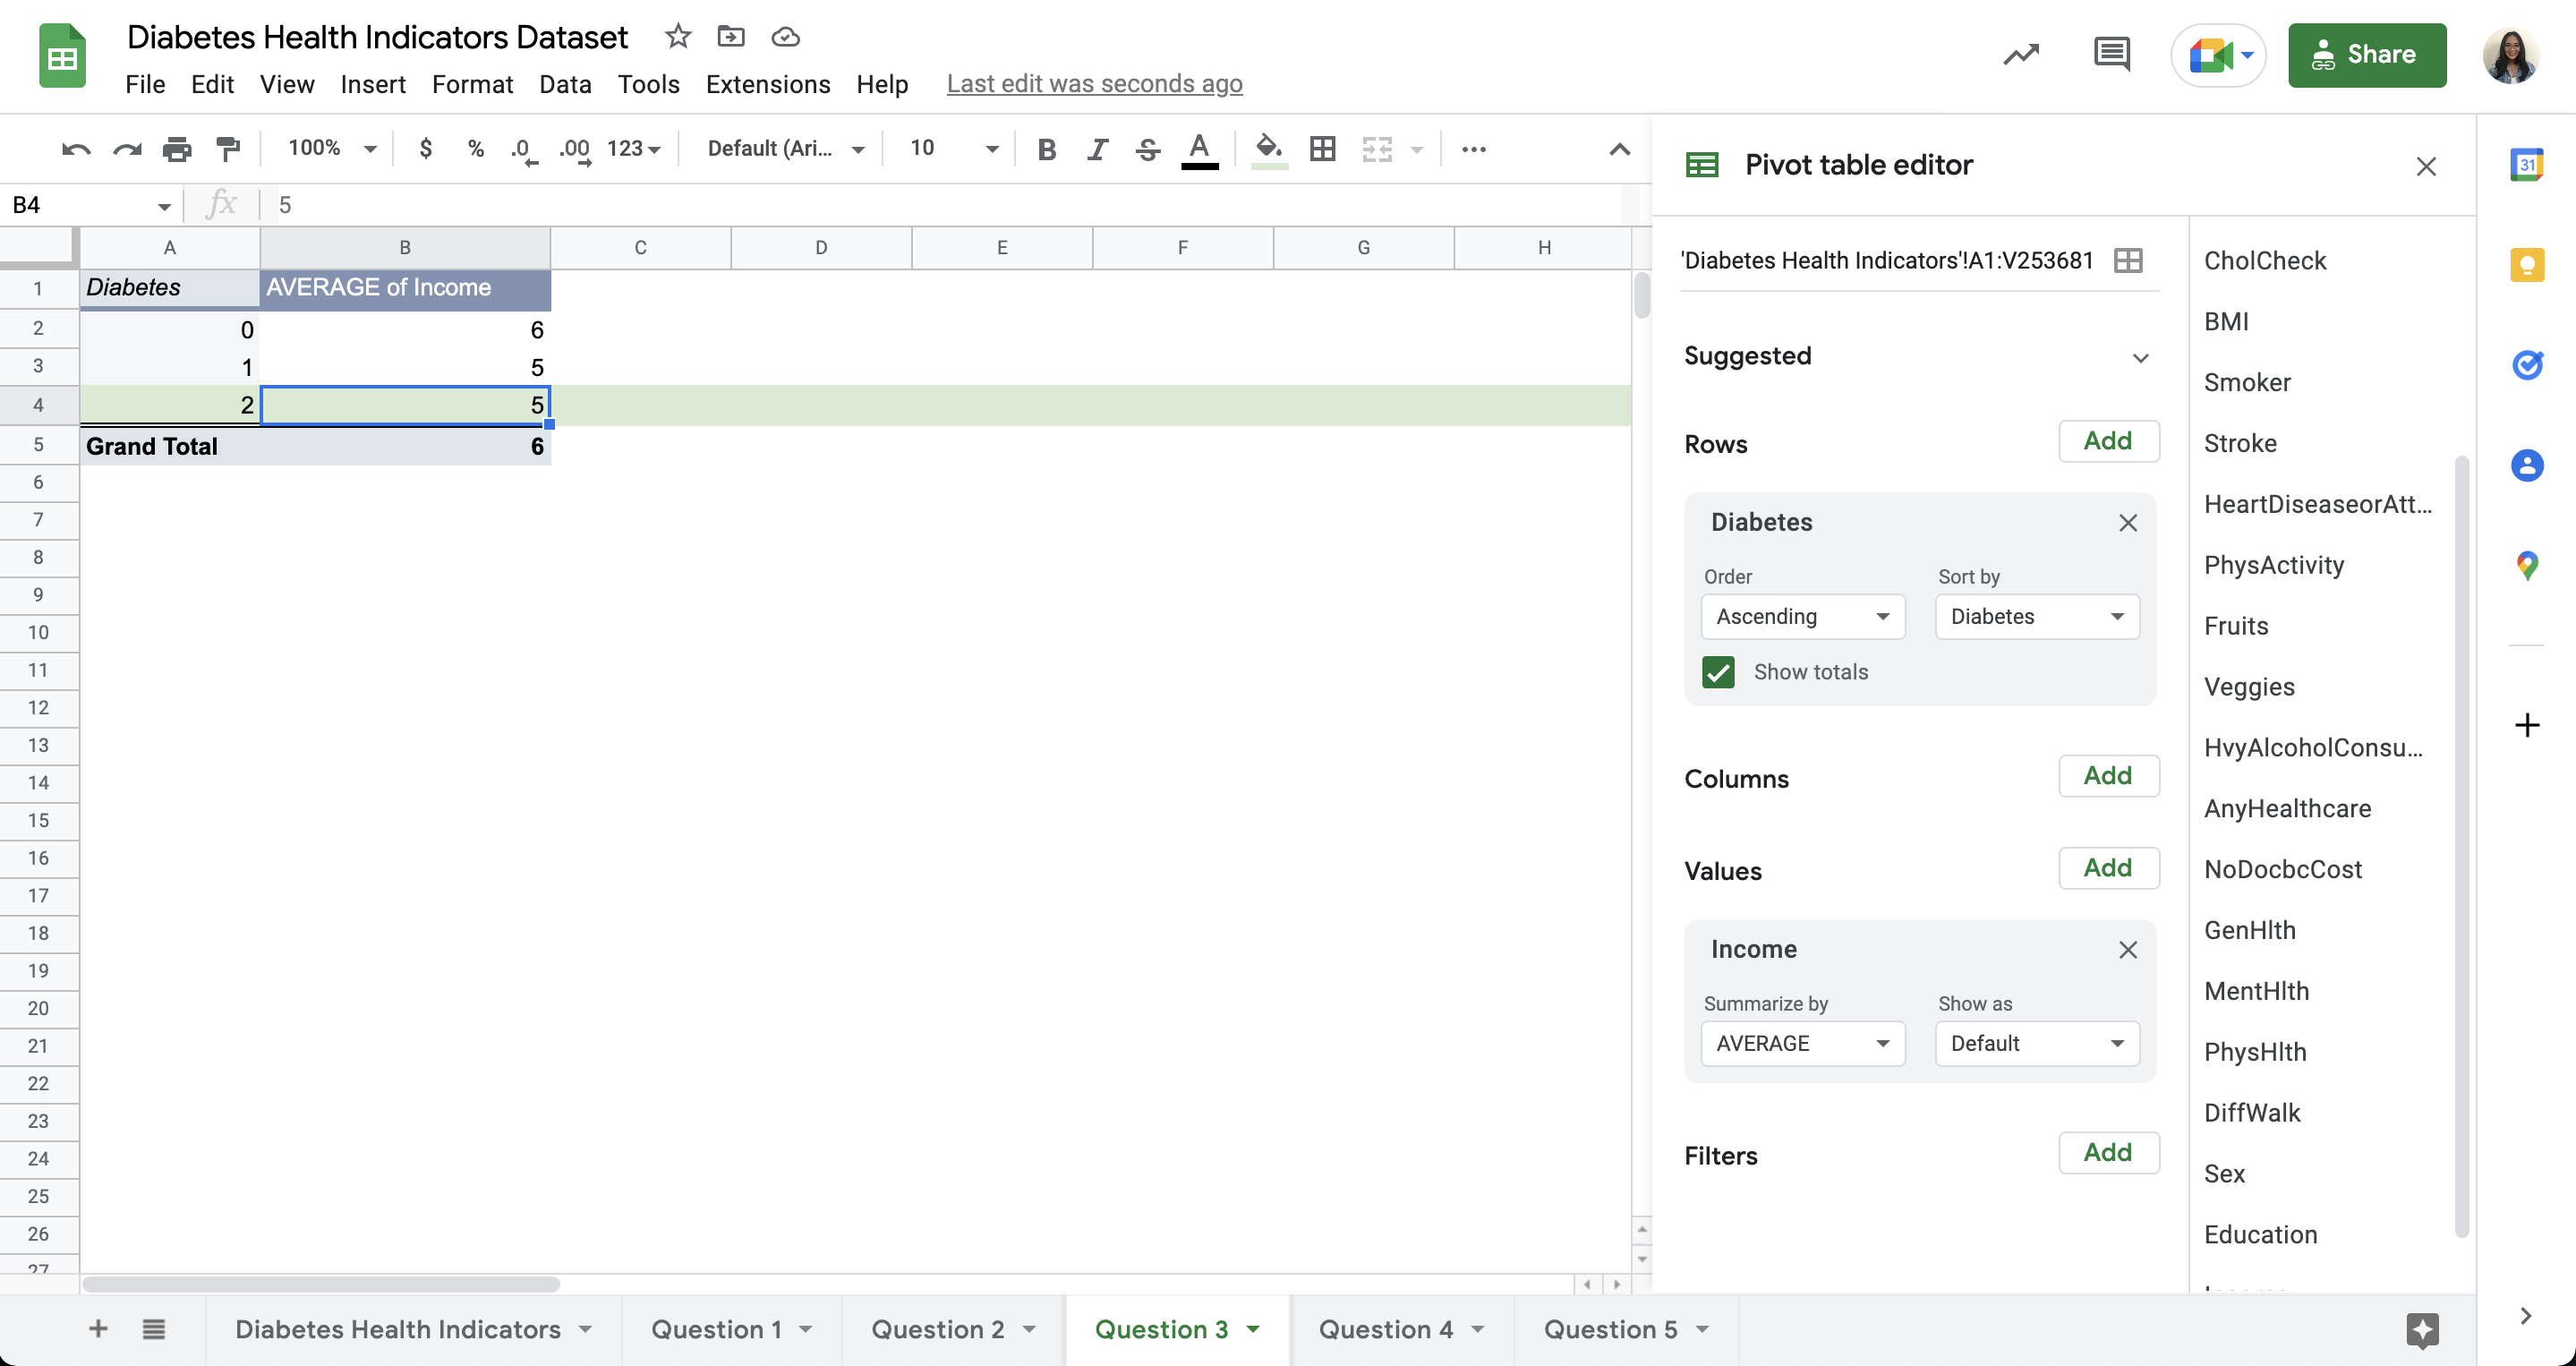 Diabetes Health Indicators Dataset
File Edit View Insert Format Data Tools Extensions Help Last edit was seconds ago
Share
100% $ % .0 .00 123 Default (Ari... 10 B I S A
B4 fx 5
A B C D E F G H
1 Diabetes AVERAGE of Income
2 0 6
3 1 5
4 2 5
5 Grand Total 6
6
7
8
9
10
11
12
13
14
15
16
17
18
19
20
21
22
23
24
25
26
27
Pivot table editor
'Diabetes Health Indicators'!A1:V253681
Suggested
Rows Add
Diabetes
Order Sort by
Ascending Diabetes
Show totals
Columns Add
Values Add
Income
Summarize by Show as
AVERAGE Default
Filters Add
CholCheck
BMI
Smoker
Stroke
HeartDiseaseorAtt...
PhysActivity
Fruits
Veggies
HvyAlcoholConsu...
AnyHealthcare
NoDocbcCost
GenHlth
MentHlth
PhysHlth
DiffWalk
Sex
Education
31
Diabetes Health Indicators Question 1 Question 2 Question 3 Question 4 Question 5